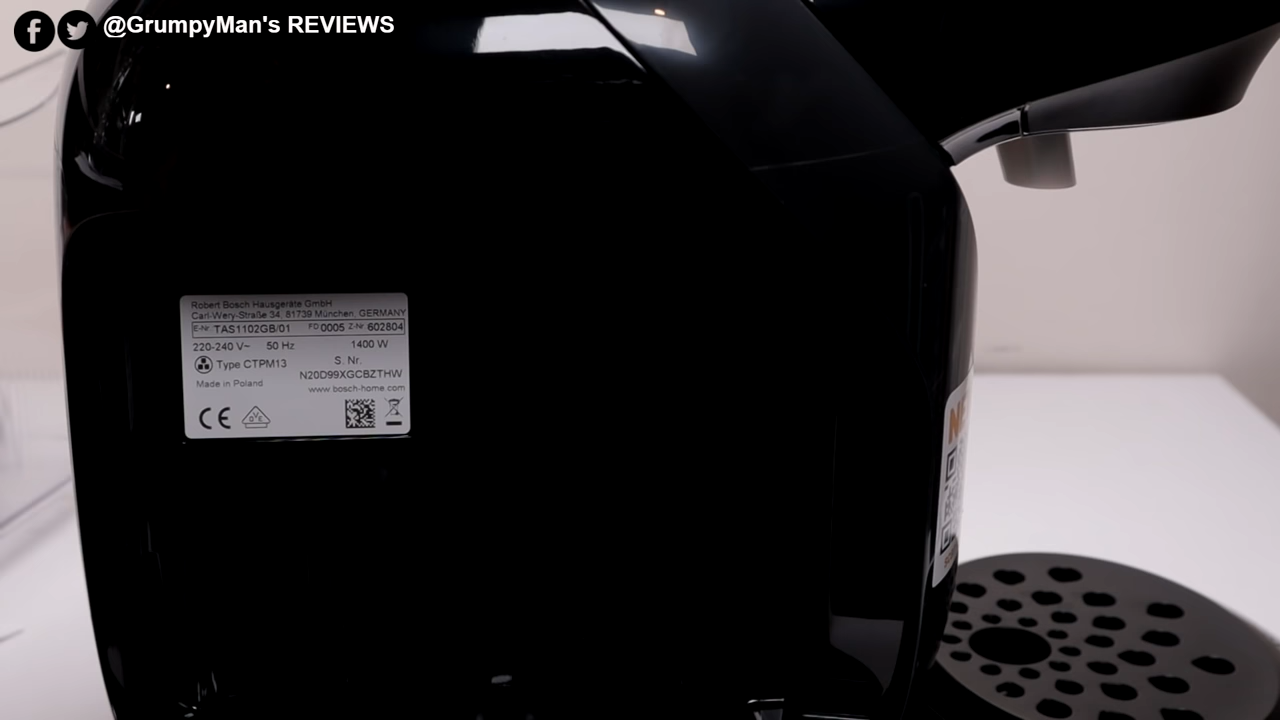 @GrumpyMan's REVIEWS
Robert Bosch Hausgeräte GmbH
Carl-Wery-Straße 34, 81739 München, GERMANY
E-Nr. TAS1102GB/01 FD 0005 Z-Nr. 602804
220-240 V~ 50 Hz 1400 W
Type CTPM13 S. Nr.
N20D99XGCBZTHW
Made in Poland
www.bosch-home.com
CE